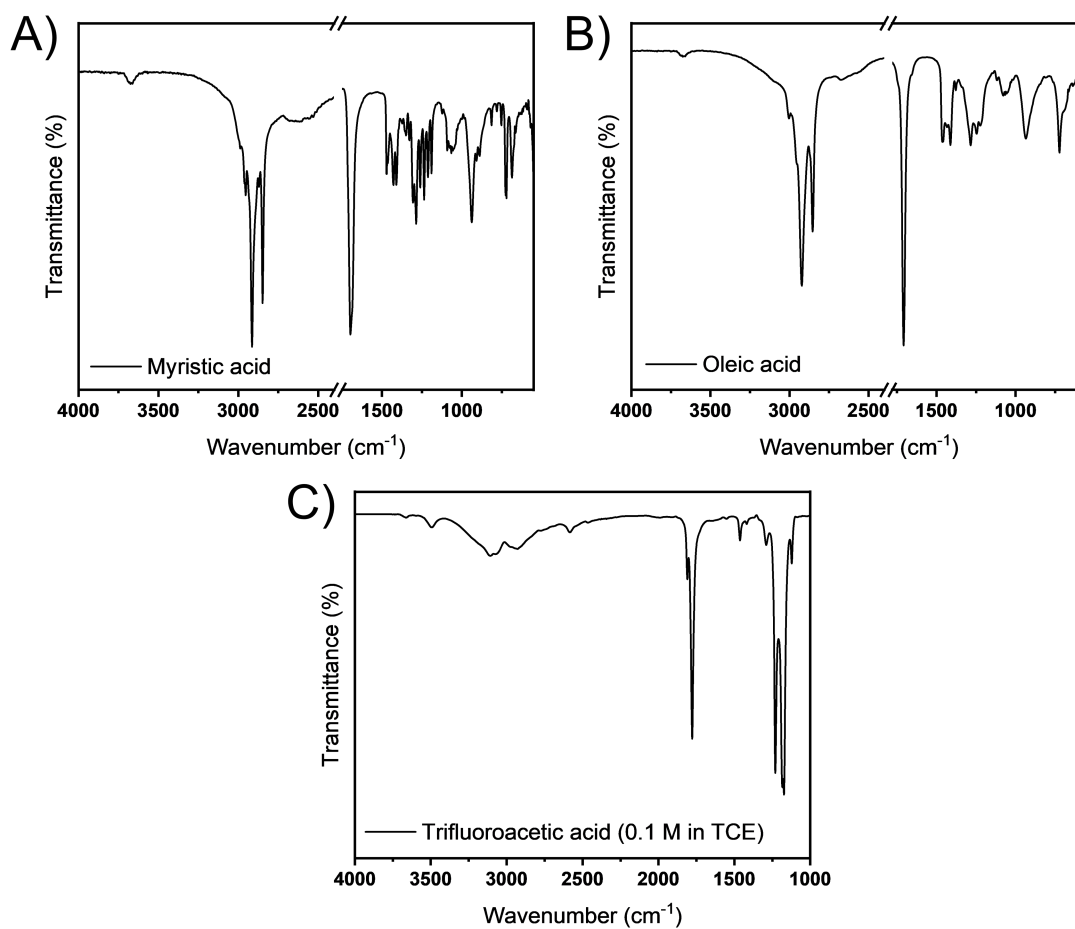 A)
Transmittance (%)
Myristic acid
4000 3500 3000 2500 1500 1000
Wavenumber (cm⁻¹)
B)
Transmittance (%)
Oleic acid
4000 3500 3000 2500 1500 1000
Wavenumber (cm⁻¹)
C)
Transmittance (%)
Trifluoroacetic acid (0.1 M in TCE)
4000 3500 3000 2500 2000 1500 1000
Wavenumber (cm⁻¹)